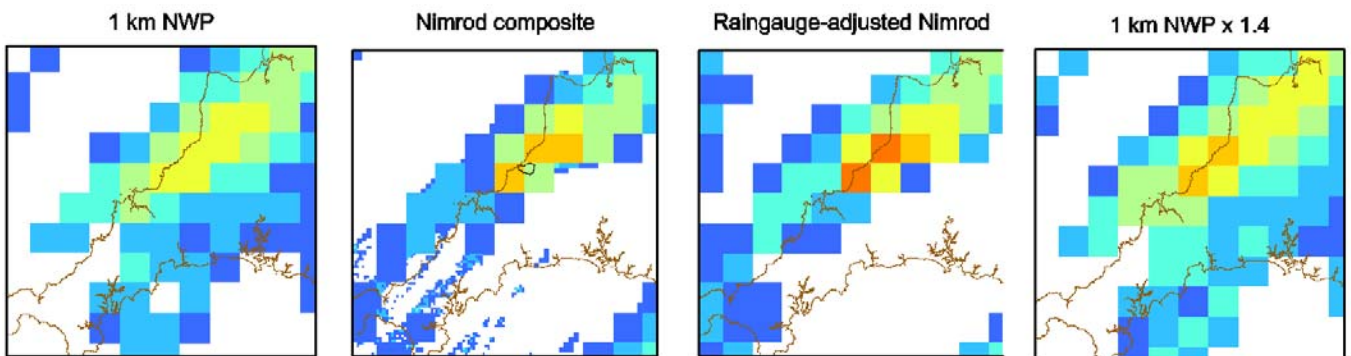 1 km NWP
Nimrod composite
Raingauge-adjusted Nimrod
1 km NWP x 1.4